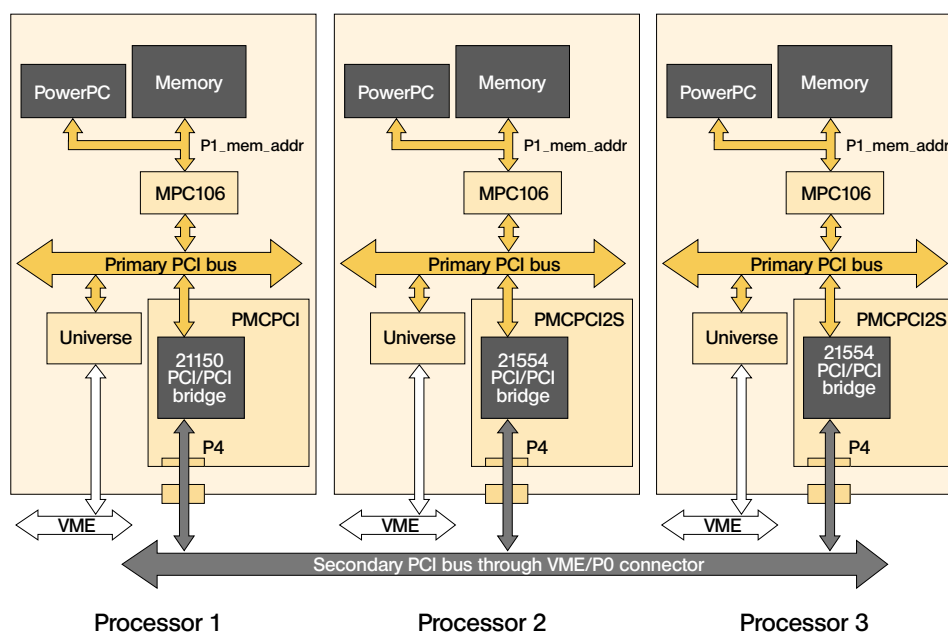 PowerPC
Memory
P1_mem_addr
MPC106
Primary PCI bus
Universe
PMCPCI
21150
PCI/PCI
bridge
P4
VME
PowerPC
Memory
P1_mem_addr
MPC106
Primary PCI bus
Universe
PMCPCI2S
21554
PCI/PCI
bridge
P4
VME
PowerPC
Memory
P1_mem_addr
MPC106
Primary PCI bus
Universe
PMCPCI2S
21554
PCI/PCI
bridge
P4
VME
Secondary PCI bus through VME/P0 connector
Processor 1
Processor 2
Processor 3